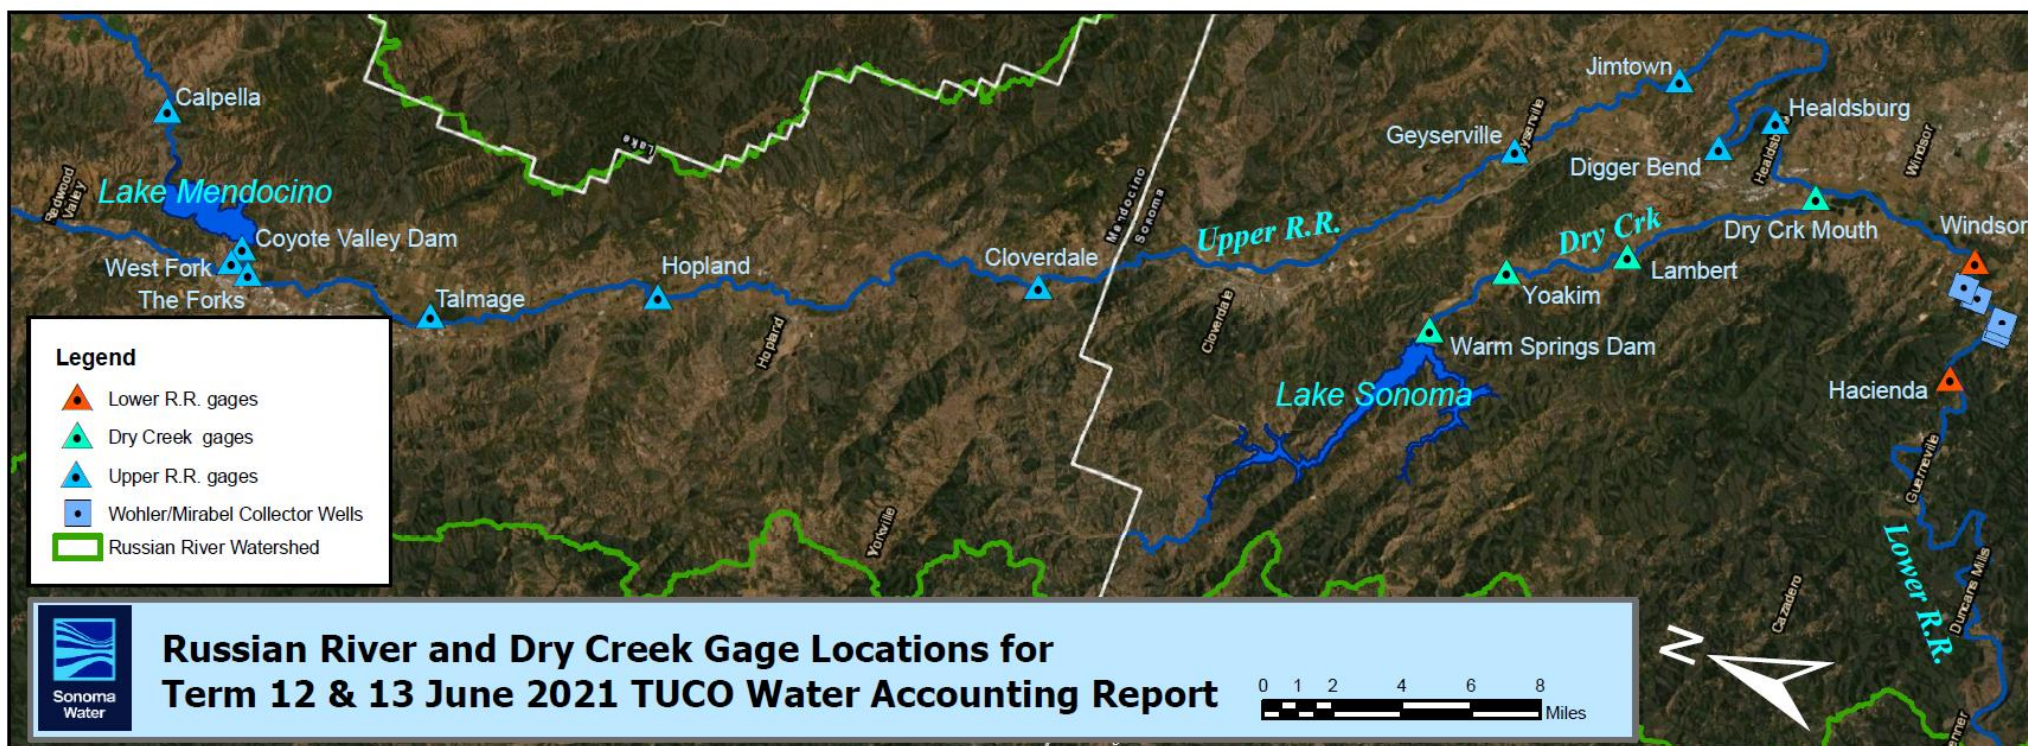 Calpella
Redwood
Valley
Lake Mendocino
Coyote Valley Dam
West Fork
The Forks
Talmage
Hopland
Hopland
Lake
Cloverdale
Mendocino
Sonoma
Upper R.R.
Cloverdale
Geyserville
Jimtown
Healdsburg
Digger Bend
Windsor
Dry Crk
Dry Crk Mouth
Windsor
Lambert
Yoakim
Warm Springs Dam
Lake Sonoma
Hacienda
Guerneville
Lower R.R.
Duncans Mills
Cazadero
Yorkville
Legend
Lower R.R. gages
Dry Creek gages
Upper R.R. gages
Wohler/Mirabel Collector Wells
Russian River Watershed
Sonoma
Water
Russian River and Dry Creek Gage Locations for
Term 12 & 13 June 2021 TUCO Water Accounting Report
0 1 2 4 6 8
Miles
N